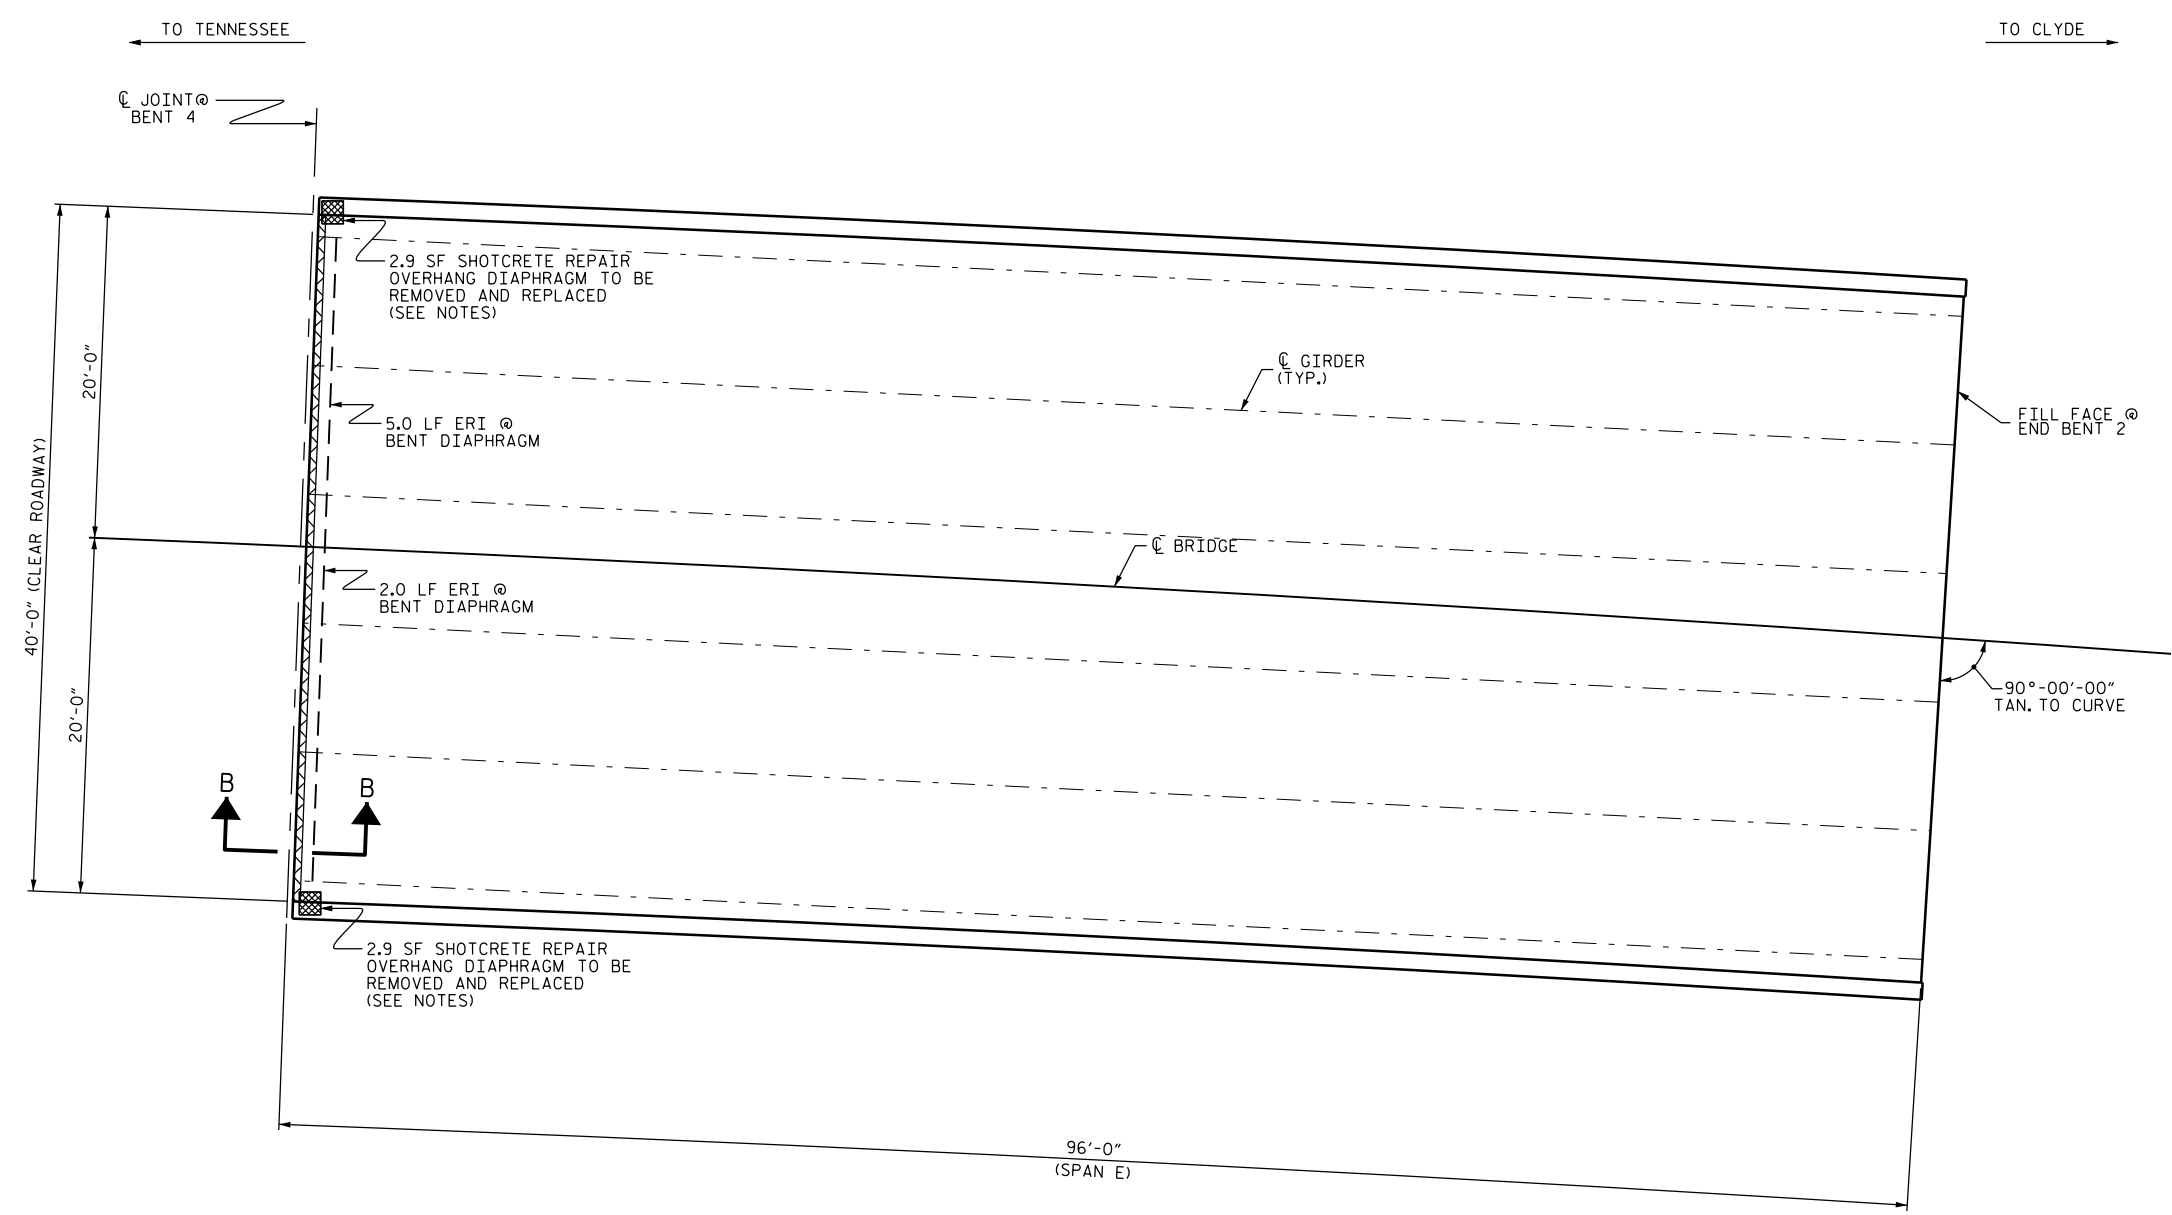 TO TENNESSEE
TO CLYDE
℄ JOINT@
BENT 4
2.9 SF SHOTCRETE REPAIR
OVERHANG DIAPHRAGM TO BE
REMOVED AND REPLACED
(SEE NOTES)
20'-0"
℄ GIRDER
(TYP.)
5.0 LF ERI @
BENT DIAPHRAGM
FILL FACE @
END BENT 2
40'-0" (CLEAR ROADWAY)
℄ BRIDGE
2.0 LF ERI @
BENT DIAPHRAGM
20'-0"
90°-00'-00"
TAN. TO CURVE
B
B
2.9 SF SHOTCRETE REPAIR
OVERHANG DIAPHRAGM TO BE
REMOVED AND REPLACED
(SEE NOTES)
96'-0"
(SPAN E)